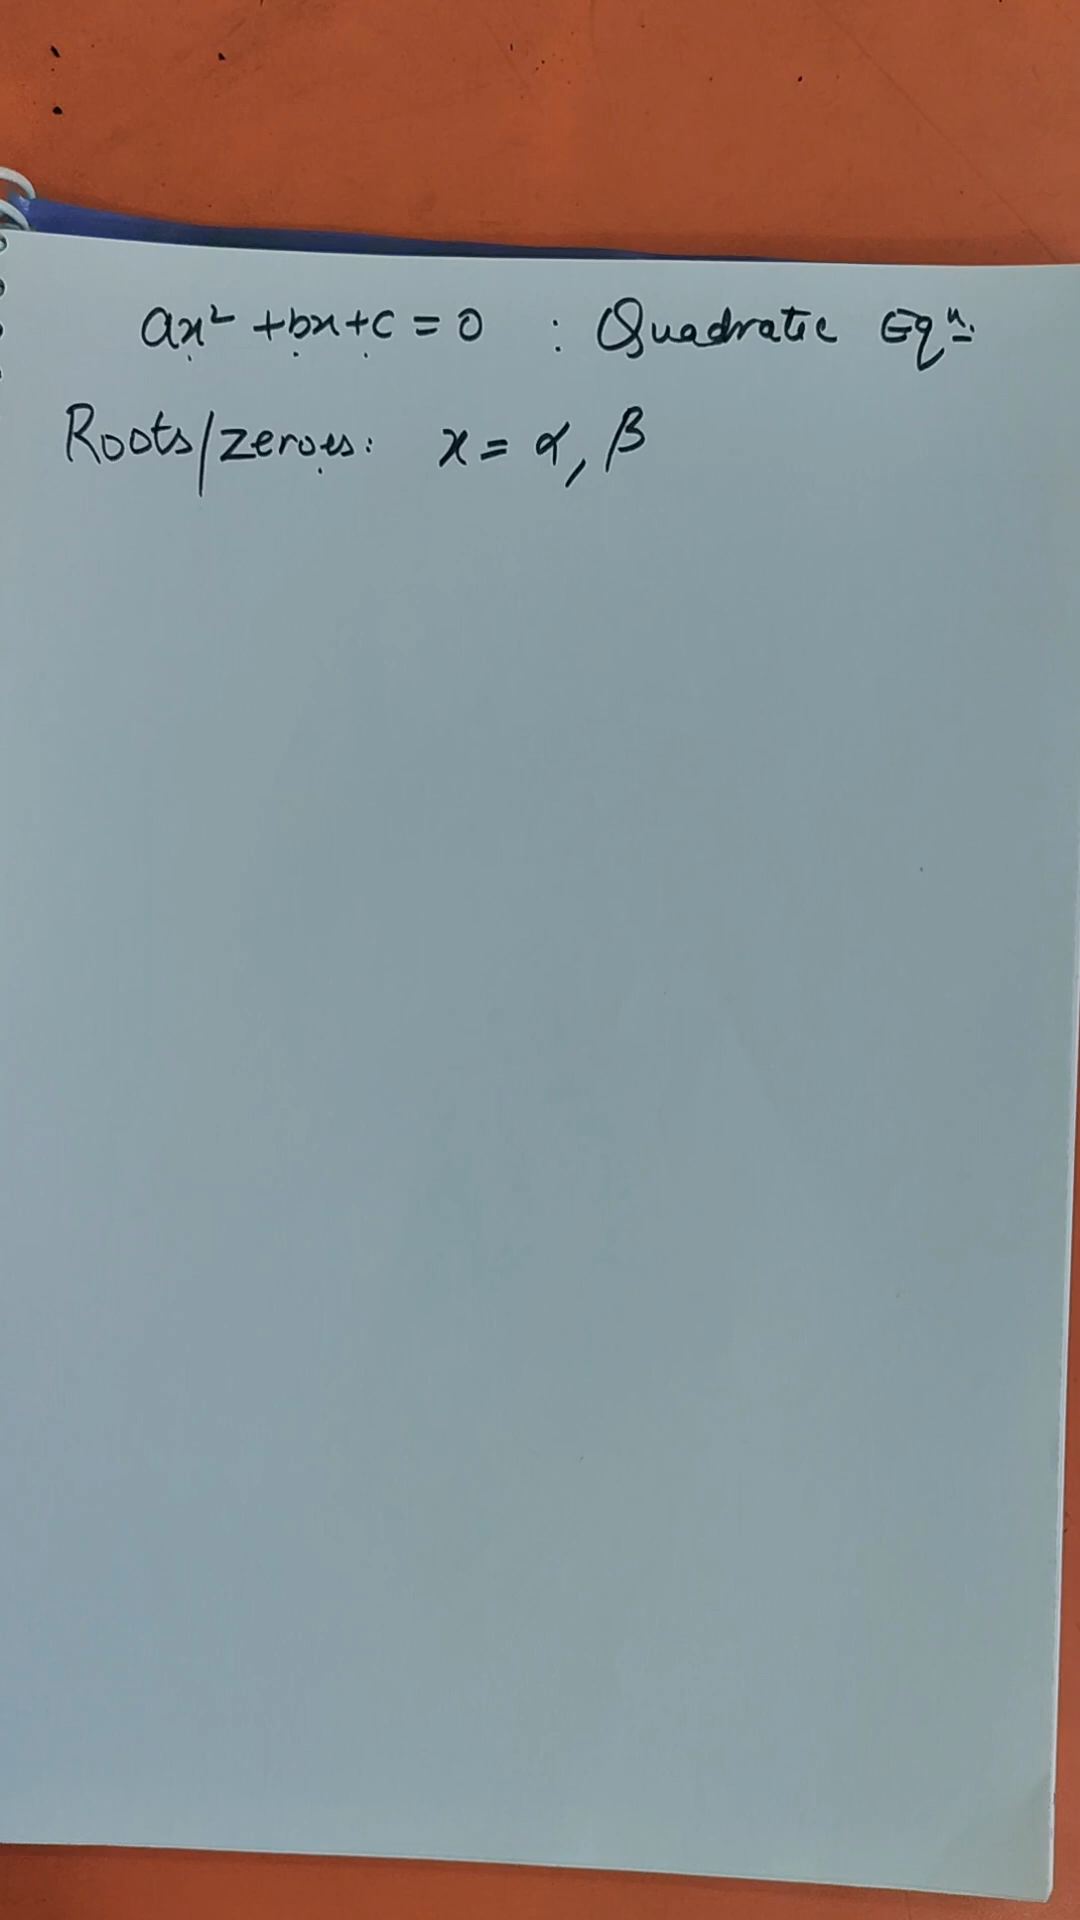 ax² + bx + c = 0 : Quadratic Eqⁿ.
Roots/zeroes: x = α, β